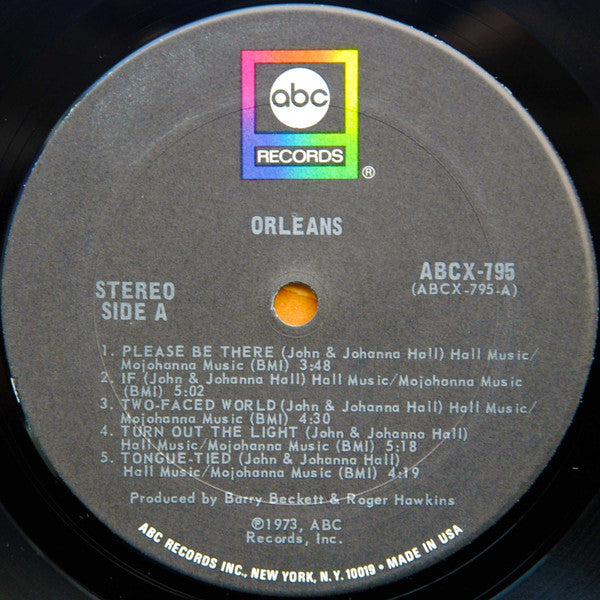 abc
RECORDS
®
ORLEANS
STEREO
SIDE A
ABCX-795
(ABCX-795-A)
1. PLEASE BE THERE (John & Johanna Hall) Hall Music/
Mojohanna Music (BMI) 3:48
2. IF (John & Johanna Hall) Hall Music/Mojohanna Music
(BMI) 5:02
3. TWO-FACED WORLD (John & Johanna Hall) Hall Music/
Mojohanna Music (BMI) 4:30
4. TURN OUT THE LIGHT (John & Johanna Hall)
Hall Music/Mojohanna Music (BMI) 5:18
5. TONGUE-TIED (John & Johanna Hall)
Hall Music/Mojohanna Music (BMI) 4:19
Produced by Barry Beckett & Roger Hawkins
℗1973, ABC
Records, Inc.
ABC RECORDS INC., NEW YORK, N.Y. 10019 • MADE IN USA